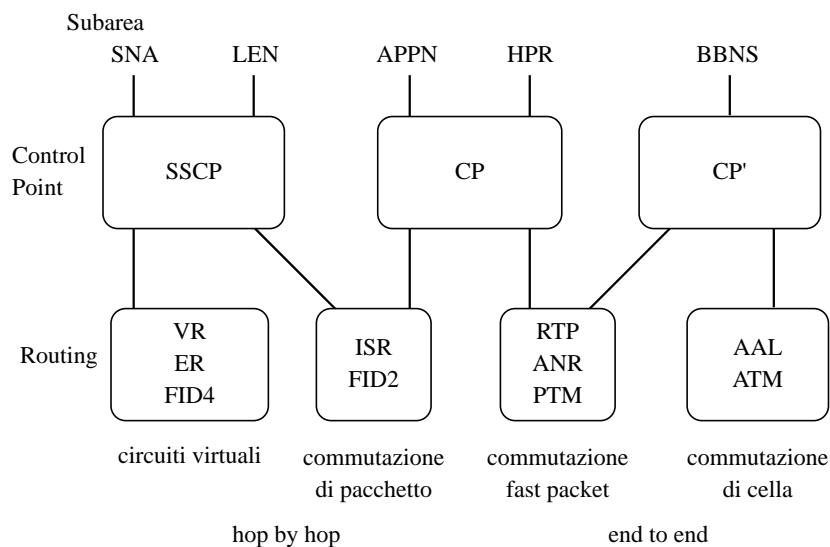 Subarea
SNA LEN APPN HPR BBNS
Control
Point
SSCP CP CP'
Routing
VR
ER
FID4
ISR
FID2
RTP
ANR
PTM
AAL
ATM
circuiti virtuali
commutazione
di pacchetto
commutazione
fast packet
commutazione
di cella
hop by hop end to end